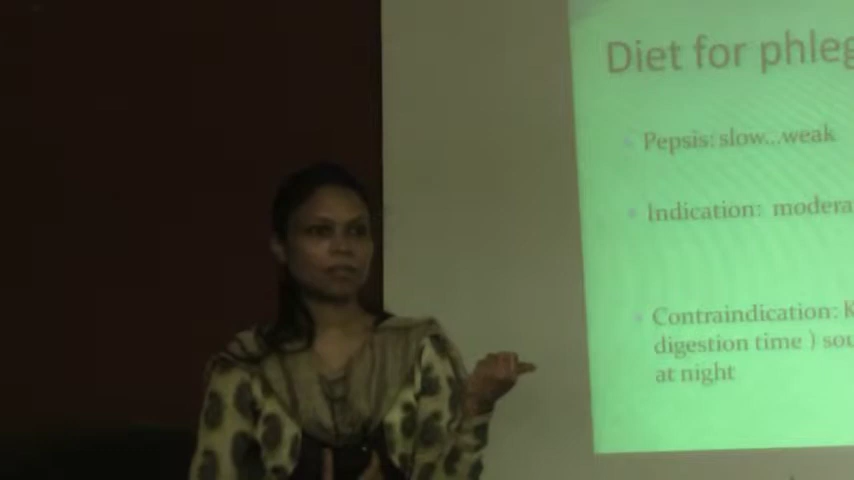 Diet for phleg
Pepsis: slow...weak
Indication: modera
Contraindication: K
digestion time ) sou
at night